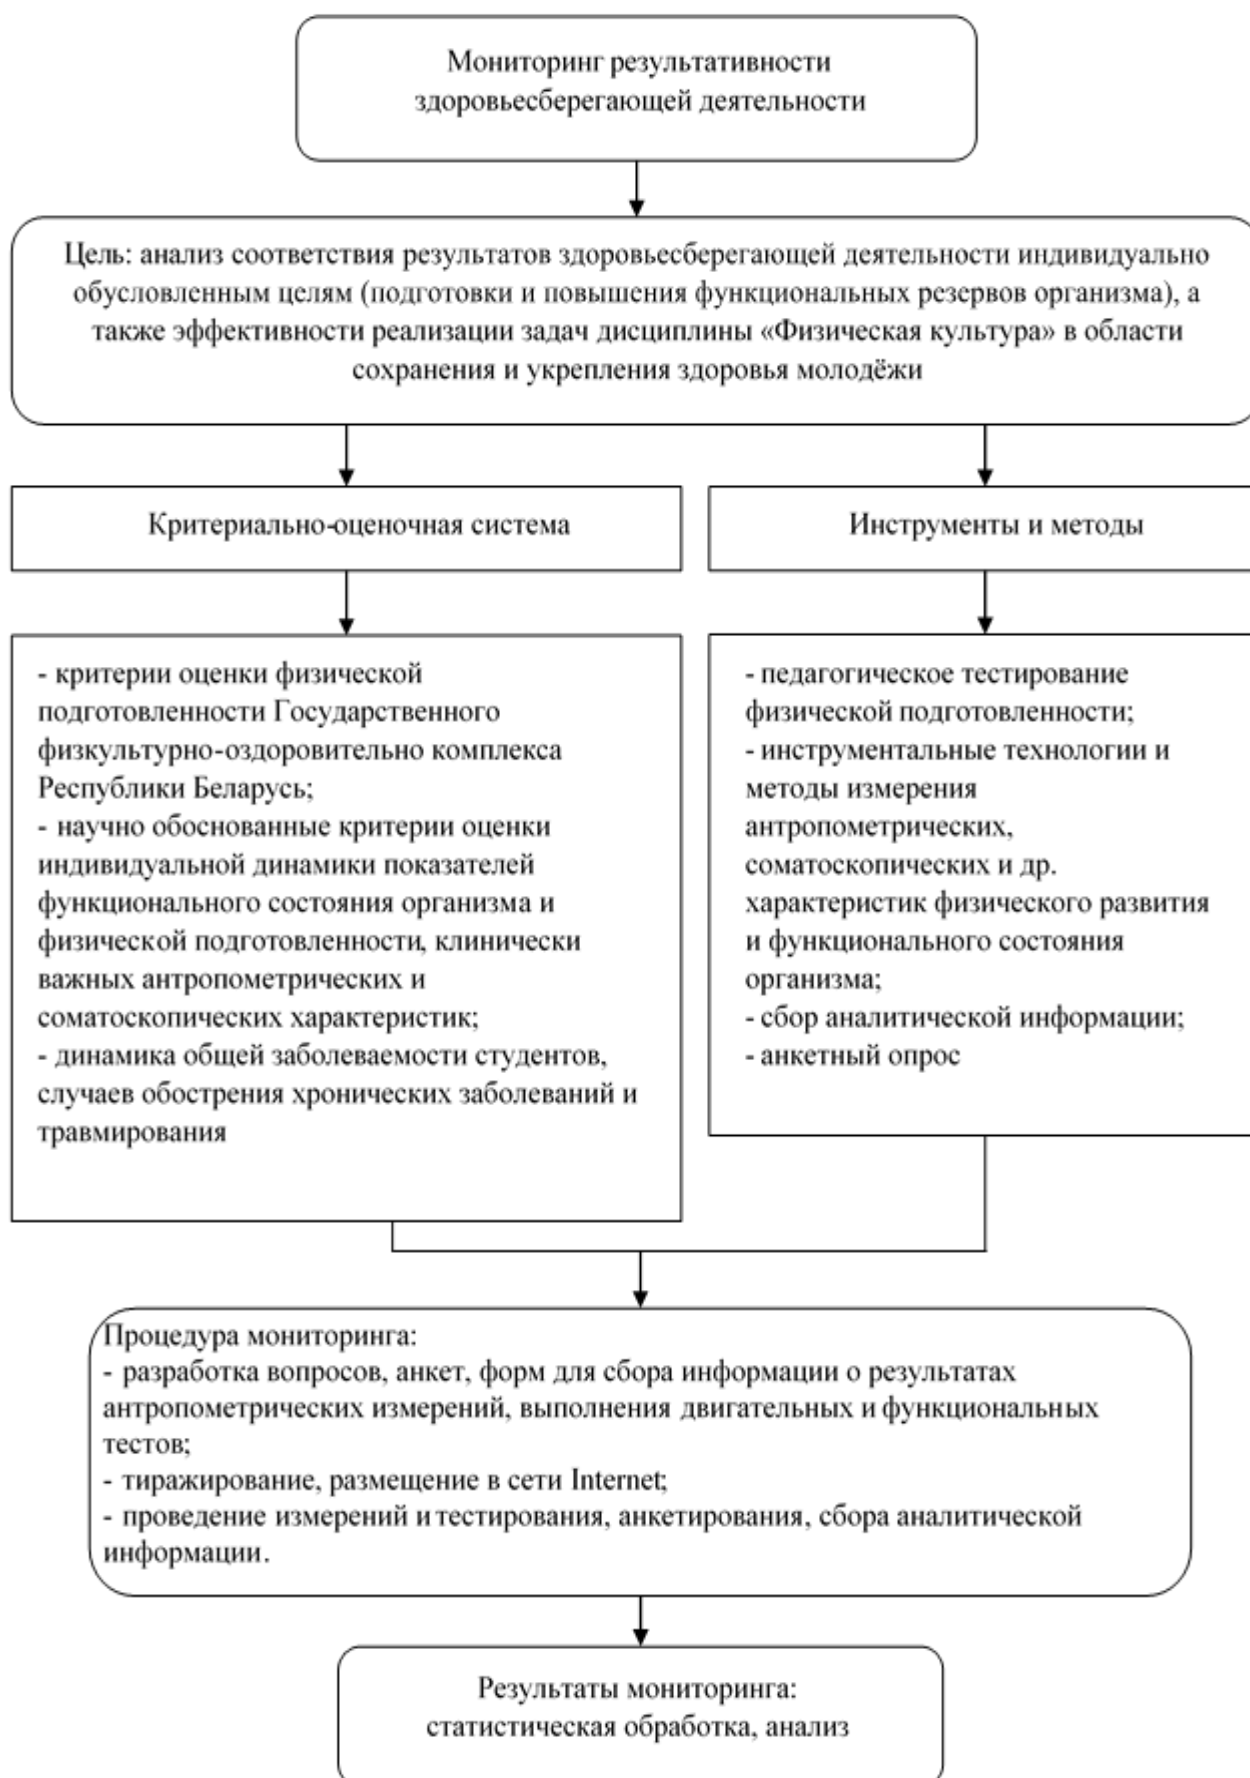 Мониторинг результативности
здоровьесберегающей деятельности
Цель: анализ соответствия результатов здоровьесберегающей деятельности индивидуально
обусловленным целям (подготовки и повышения функциональных резервов организма), а
также эффективности реализации задач дисциплины «Физическая культура» в области
сохранения и укрепления здоровья молодёжи
Критериально-оценочная система
Инструменты и методы
- критерии оценки физической
подготовленности Государственного
физкультурно-оздоровительно комплекса
Республики Беларусь;
- научно обоснованные критерии оценки
индивидуальной динамики показателей
функционального состояния организма и
физической подготовленности, клинически
важных антропометрических и
соматоскопических характеристик;
- динамика общей заболеваемости студентов,
случаев обострения хронических заболеваний и
травмирования
- педагогическое тестирование
физической подготовленности;
- инструментальные технологии и
методы измерения
антропометрических,
соматоскопических и др.
характеристик физического развития
и функционального состояния
организма;
- сбор аналитической информации;
- анкетный опрос
Процедура мониторинга:
- разработка вопросов, анкет, форм для сбора информации о результатах
антропометрических измерений, выполнения двигательных и функциональных
тестов;
- тиражирование, размещение в сети Internet;
- проведение измерений и тестирования, анкетирования, сбора аналитической
информации.
Результаты мониторинга:
статистическая обработка, анализ